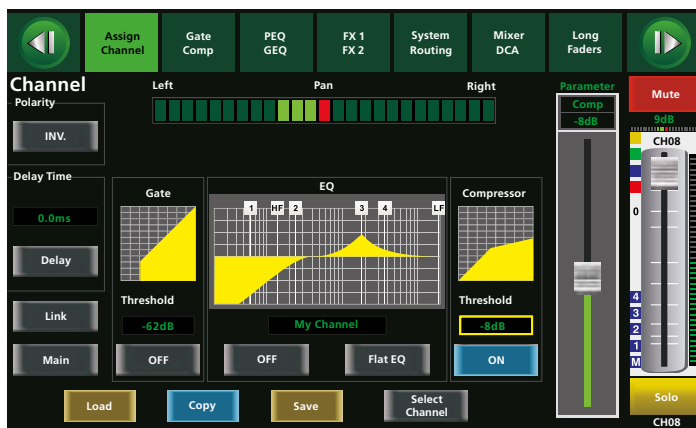 Assign Channel
Gate Comp
PEQ GEQ
FX 1 FX 2
System Routing
Mixer DCA
Long Faders
Channel
Left
Pan
Right
Parameter
Comp
-8dB
Mute
9dB
CH08
Polarity
INV.
Delay Time
0.0ms
Delay
Link
Main
Gate
Threshold
-62dB
OFF
EQ
1 HF 2 3 4 LF
My Channel
OFF
Flat EQ
Compressor
Threshold
-8dB
ON
0
4
3
2
1
M
Load
Copy
Save
Select Channel
Solo
CH08